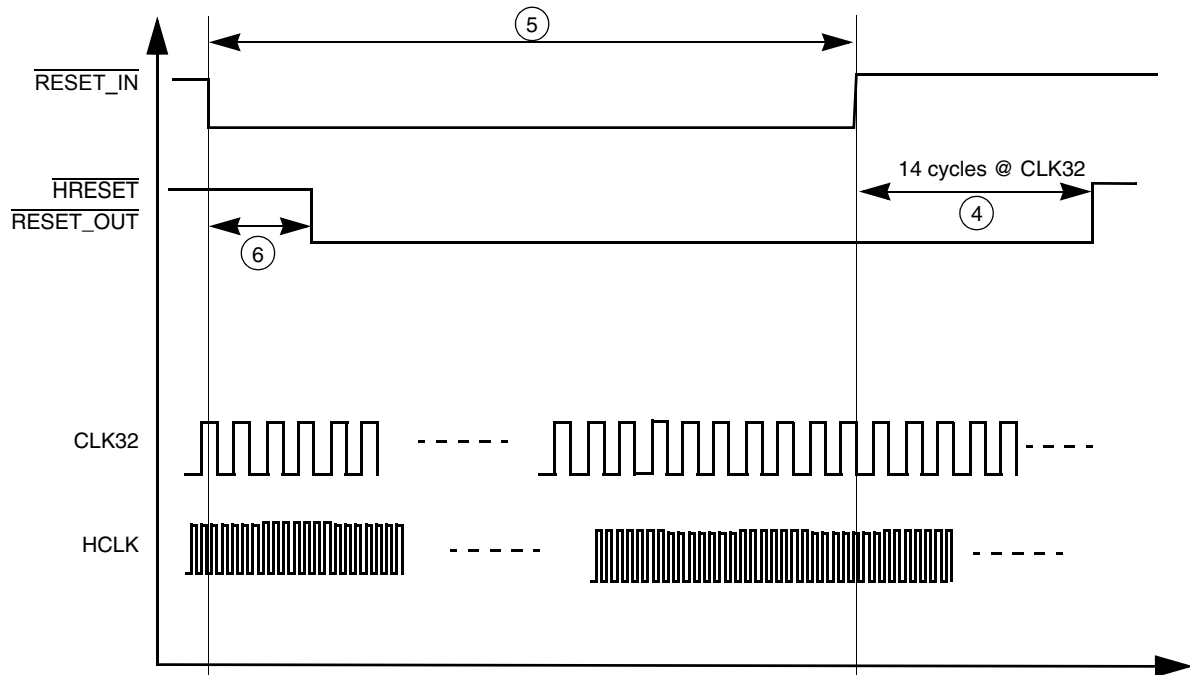 5
RESET_IN
14 cycles @ CLK32
HRESET
RESET_OUT
4
6
CLK32
HCLK